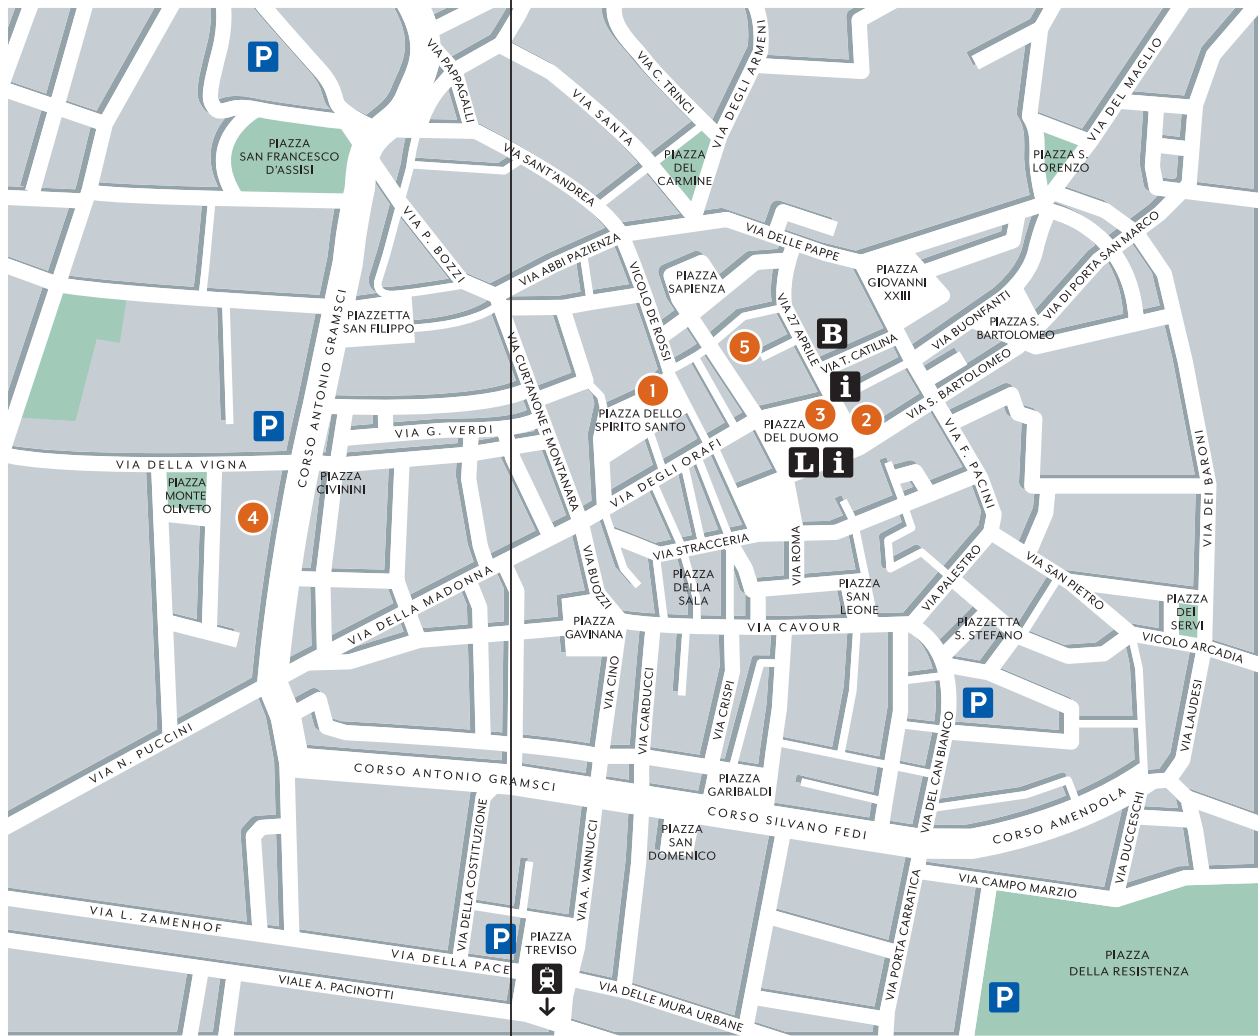 P
PIAZZA
SAN FRANCESCO
D'ASSISI
VIA PAPPAGALLI
VIA SANTA
VIA C. TRINCI
VIA DEGLI ARMENI
PIAZZA
DEL
CARMINE
VIA DEL MAGLIO
PIAZZA S.
LORENZO
VIA SANT'ANDREA
VIA P. BOZZI
VIA ABBI PAZIENZA
VIA DELLE PAPPE
VIA DI PORTA SAN MARCO
PIAZZA
SAPIENZA
PIAZZA
GIOVANNI
XXIII
VICOLO DE ROSSI
VIA 27 APRILE
PIAZZETTA
SAN FILIPPO
CORSO ANTONIO GRAMSCI
VIA BUONFANTI
PIAZZA S.
BARTOLOMEO
B
5
VIA T. CATILINA
VIA CURTANONE E MONTANARA
1
i
VIA S. BARTOLOMEO
PIAZZA DELLO
SPIRITO SANTO
3
2
PIAZZA
DEL DUOMO
L
i
P
VIA G. VERDI
VIA DEGLI ORAFI
VIA F. PACINI
VIA DEI BARONI
VIA DELLA VIGNA
PIAZZA
MONTE
OLIVETO
PIAZZA
CIVININI
4
VIA STRACCERIA
VIA ROMA
VIA DELLA MADONNA
VIA BUOZZI
PIAZZA
DELLA
SALA
PIAZZA
SAN
LEONE
VIA PALESTRO
VIA SAN PIETRO
PIAZZA
DEI
SERVI
PIAZZA
GAVINANA
VIA CAVOUR
PIAZZETTA
S. STEFANO
VICOLO ARCADIA
VIA CINO
VIA CARDUCCI
VIA CRISPI
P
VIA LAUDESI
VIA N. PUCCINI
VIA DEL CAN BIANCO
CORSO ANTONIO GRAMSCI
PIAZZA
GARIBALDI
CORSO SILVANO FEDI
CORSO AMENDOLA
VIA DELLA COSTITUZIONE
VIA A. VANNUCCI
PIAZZA
SAN
DOMENICO
VIA DUCCESCHI
VIA CAMPO MARZIO
VIA PORTA CARRATICA
VIA L. ZAMENHOF
P
PIAZZA
TREVISO
VIA DELLA PACE
PIAZZA
DELLA RESISTENZA
VIALE A. PACINOTTI
VIA DELLE MURA URBANE
P